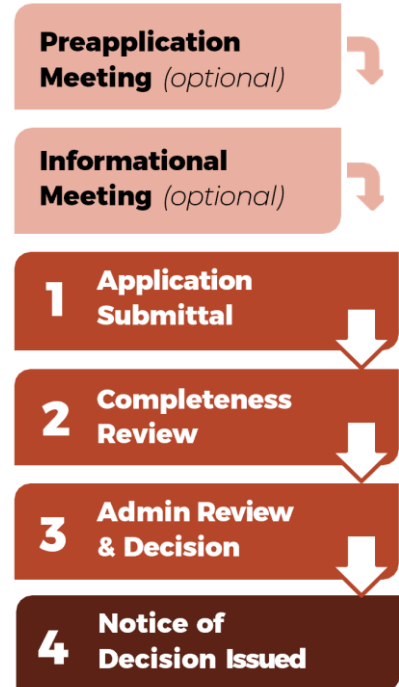 Preapplication
Meeting (optional)
Informational
Meeting (optional)
1 Application
Submittal
2 Completeness
Review
3 Admin Review
& Decision
4 Notice of
Decision Issued